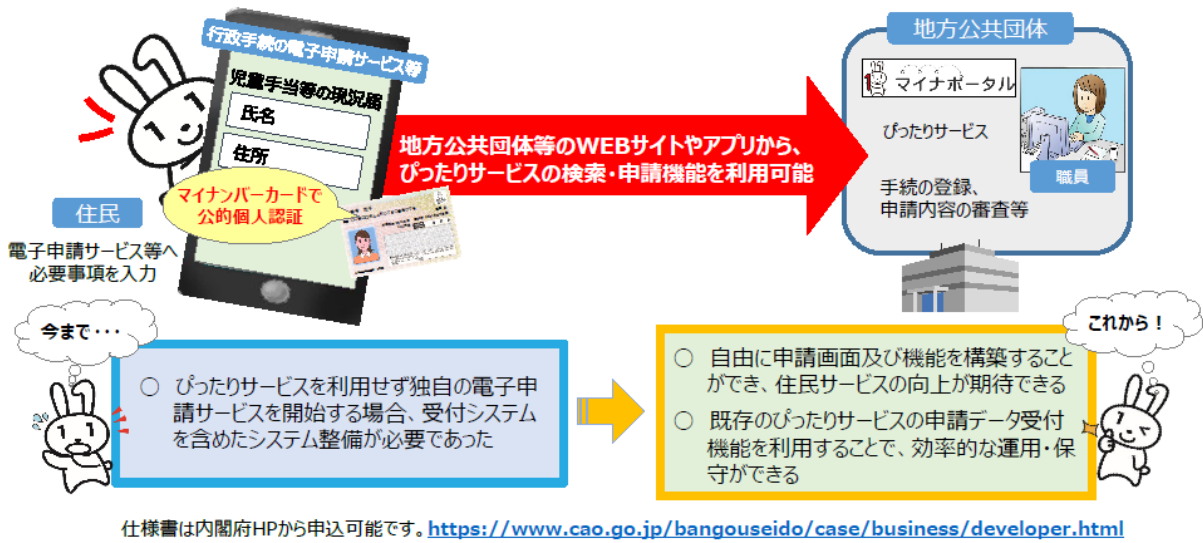 行政手続の電子申請サービス等
児童手当等の現況届
氏名
住所
マイナンバーカードで
公的個人認証
住民
電子申請サービス等へ
必要事項を入力
地方公共団体等のWEBサイトやアプリから、
ぴったりサービスの検索・申請機能を利用可能
地方公共団体
マイナポータル
ぴったりサービス
職員
手続の登録、
申請内容の審査等
今まで・・・
○ ぴったりサービスを利用せず独自の電子申
請サービスを開始する場合、受付システム
を含めたシステム整備が必要であった
これから！
○ 自由に申請画面及び機能を構築すること
ができ、住民サービスの向上が期待できる
○ 既存のぴったりサービスの申請データ受付
機能を利用することで、効率的な運用・保
守ができる
仕様書は内閣府HPから申込可能です。https://www.cao.go.jp/bangouseido/case/business/developer.html